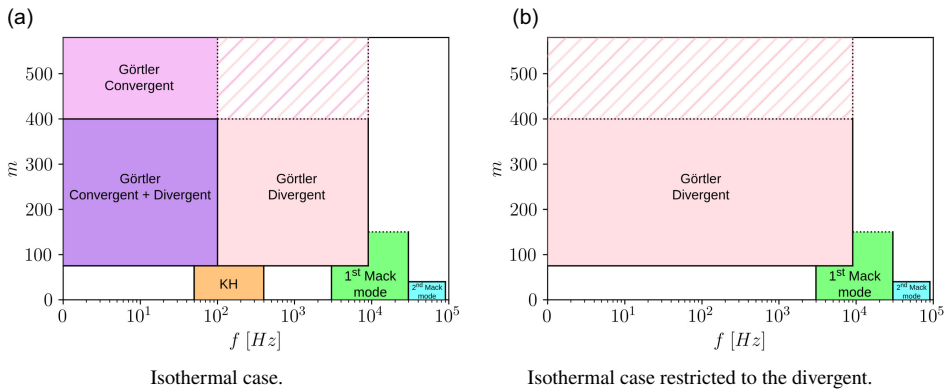 (a)
500
400
300
200
100
0
m
Görtler
Convergent
Görtler
Convergent + Divergent
Görtler
Divergent
KH
1st Mack
mode
2nd Mack
mode
0 10^1 10^2 10^3 10^4 10^5
f [Hz]
Isothermal case.
(b)
500
400
300
200
100
0
m
Görtler
Divergent
1st Mack
mode
2nd Mack
mode
0 10^1 10^2 10^3 10^4 10^5
f [Hz]
Isothermal case restricted to the divergent.